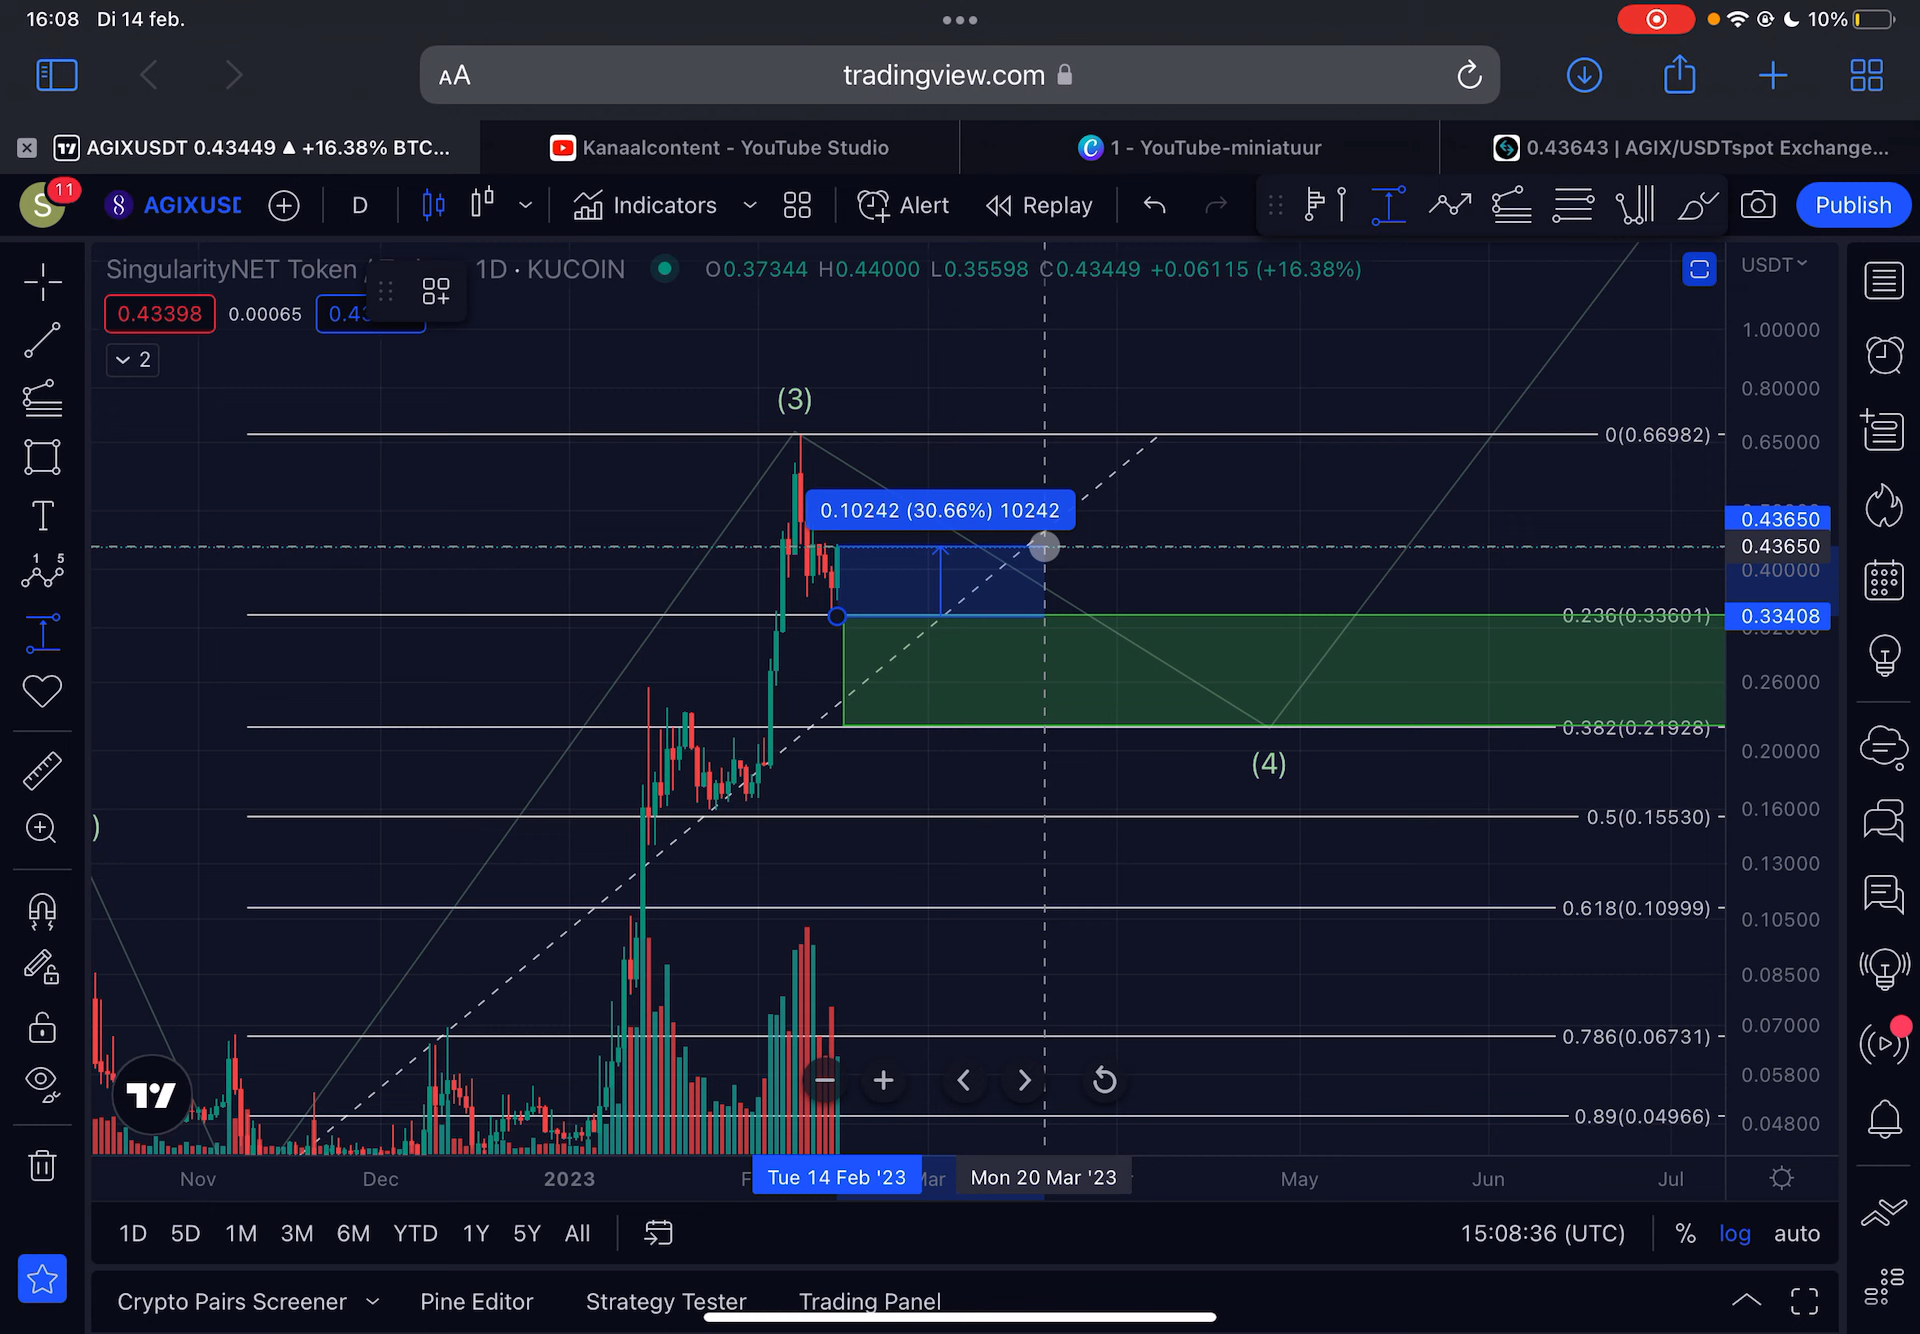 16:08 Di 14 feb.
10%
AA
tradingview.com
AGIXUSDT 0.43449 ▲ +16.38% BTC...
Kanaalcontent - YouTube Studio
1 - YouTube-miniatuur
0.43643 | AGIX/USDTspot Exchange...
S
11
AGIXUSD
D
Indicators
Alert
Replay
Publish
SingularityNET Token /
1D · KUCOIN
O0.37344 H0.44000 L0.35598 C0.43449 +0.06115 (+16.38%)
USDT
0.43398
0.00065
0.43
2
1.00000
0.80000
(3)
0(0.66982)
0.65000
0.10242 (30.66%) 10242
0.43650
0.43650
0.40000
0.236(0.33601)
0.33408
0.26000
0.382(0.21928)
0.20000
(4)
0.5(0.15530)
0.16000
)
0.13000
0.618(0.10999)
0.10500
0.08500
0.786(0.06731)
0.07000
0.05800
0.89(0.04966)
0.04800
Nov
Dec
2023
F
Tue 14 Feb '23
Mar
Mon 20 Mar '23
May
Jun
Jul
1D 5D 1M 3M 6M YTD 1Y 5Y All
15:08:36 (UTC)
% log auto
Crypto Pairs Screener
Pine Editor
Strategy Tester
Trading Panel